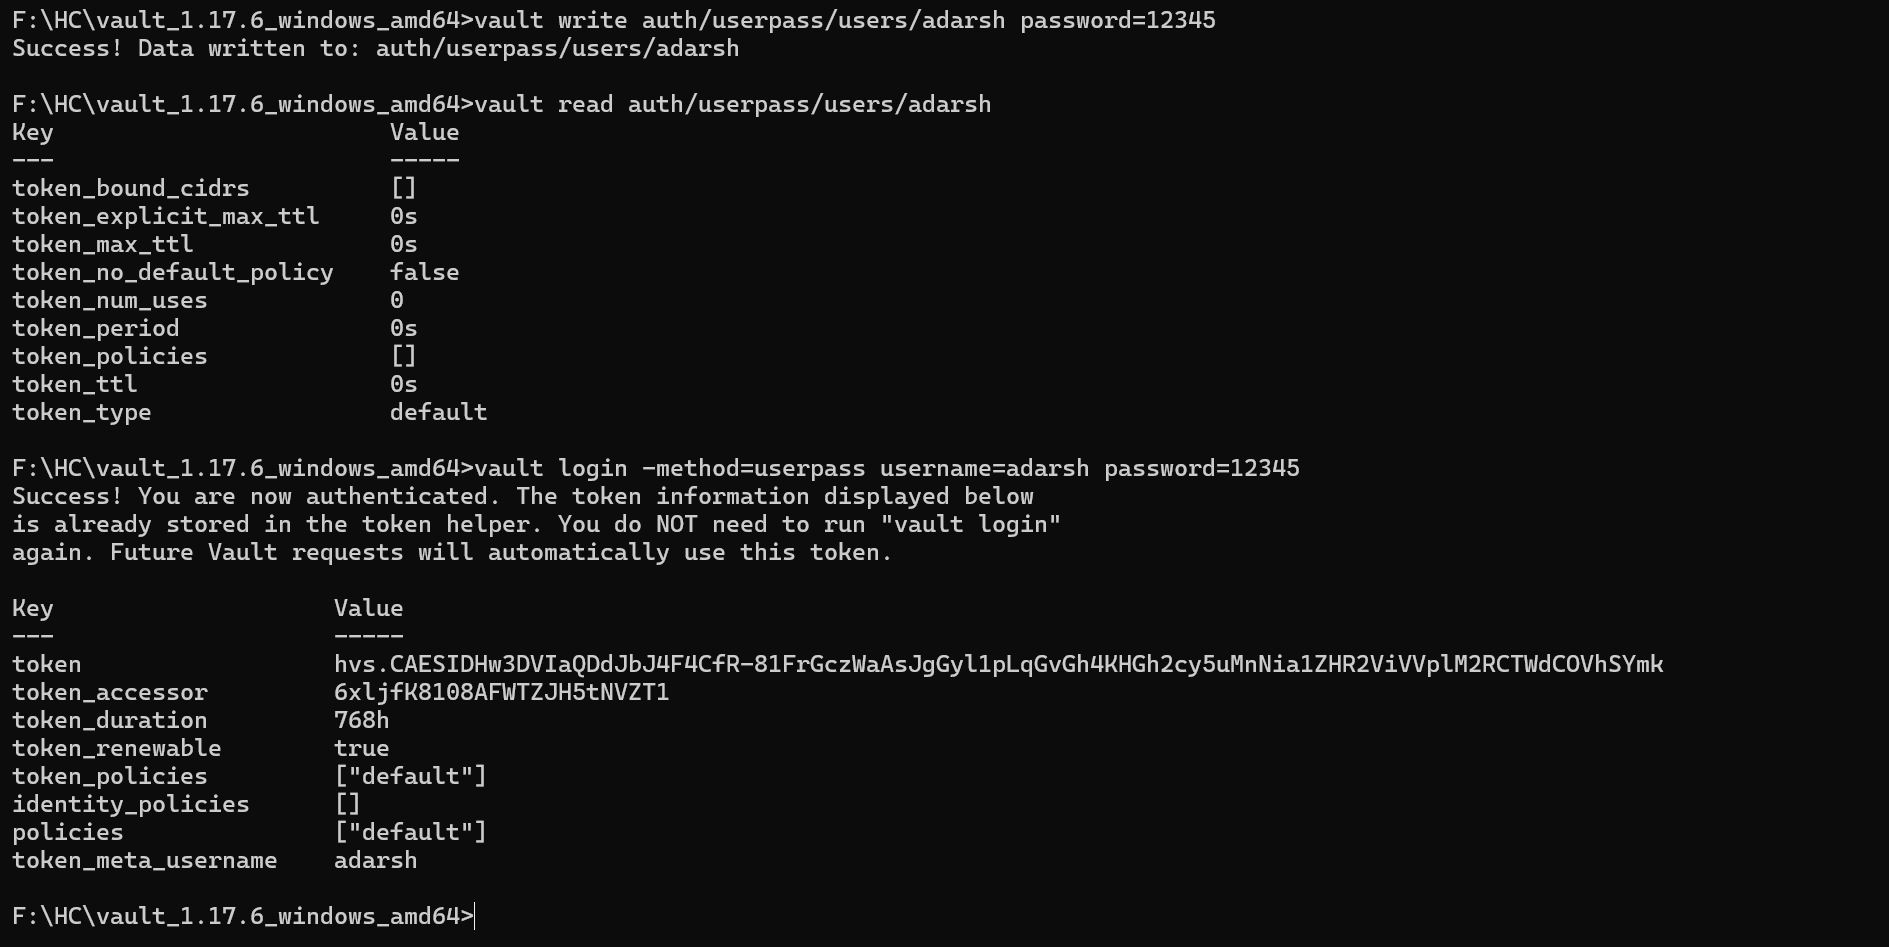 F:\HC\vault_1.17.6_windows_amd64>vault write auth/userpass/users/adarsh password=12345
Success! Data written to: auth/userpass/users/adarsh
F:\HC\vault_1.17.6_windows_amd64>vault read auth/userpass/users/adarsh
Key                        Value
---                        -----
token_bound_cidrs          []
token_explicit_max_ttl     0s
token_max_ttl              0s
token_no_default_policy    false
token_num_uses             0
token_period               0s
token_policies             []
token_ttl                  0s
token_type                 default
F:\HC\vault_1.17.6_windows_amd64>vault login -method=userpass username=adarsh password=12345
Success! You are now authenticated. The token information displayed below
is already stored in the token helper. You do NOT need to run "vault login"
again. Future Vault requests will automatically use this token.
Key                    Value
---                    -----
token                  hvs.CAESIDHw3DVIaQDdJbJ4F4CfR-81FrGczWaAsJgGyl1pLqGvGh4KHGh2cy5uMnNia1ZHR2ViVVplM2RCTWdCOVhSYmk
token_accessor         6xljfK8108AFWTZJH5tNVZT1
token_duration         768h
token_renewable        true
token_policies         ["default"]
identity_policies      []
policies               ["default"]
token_meta_username    adarsh
F:\HC\vault_1.17.6_windows_amd64>